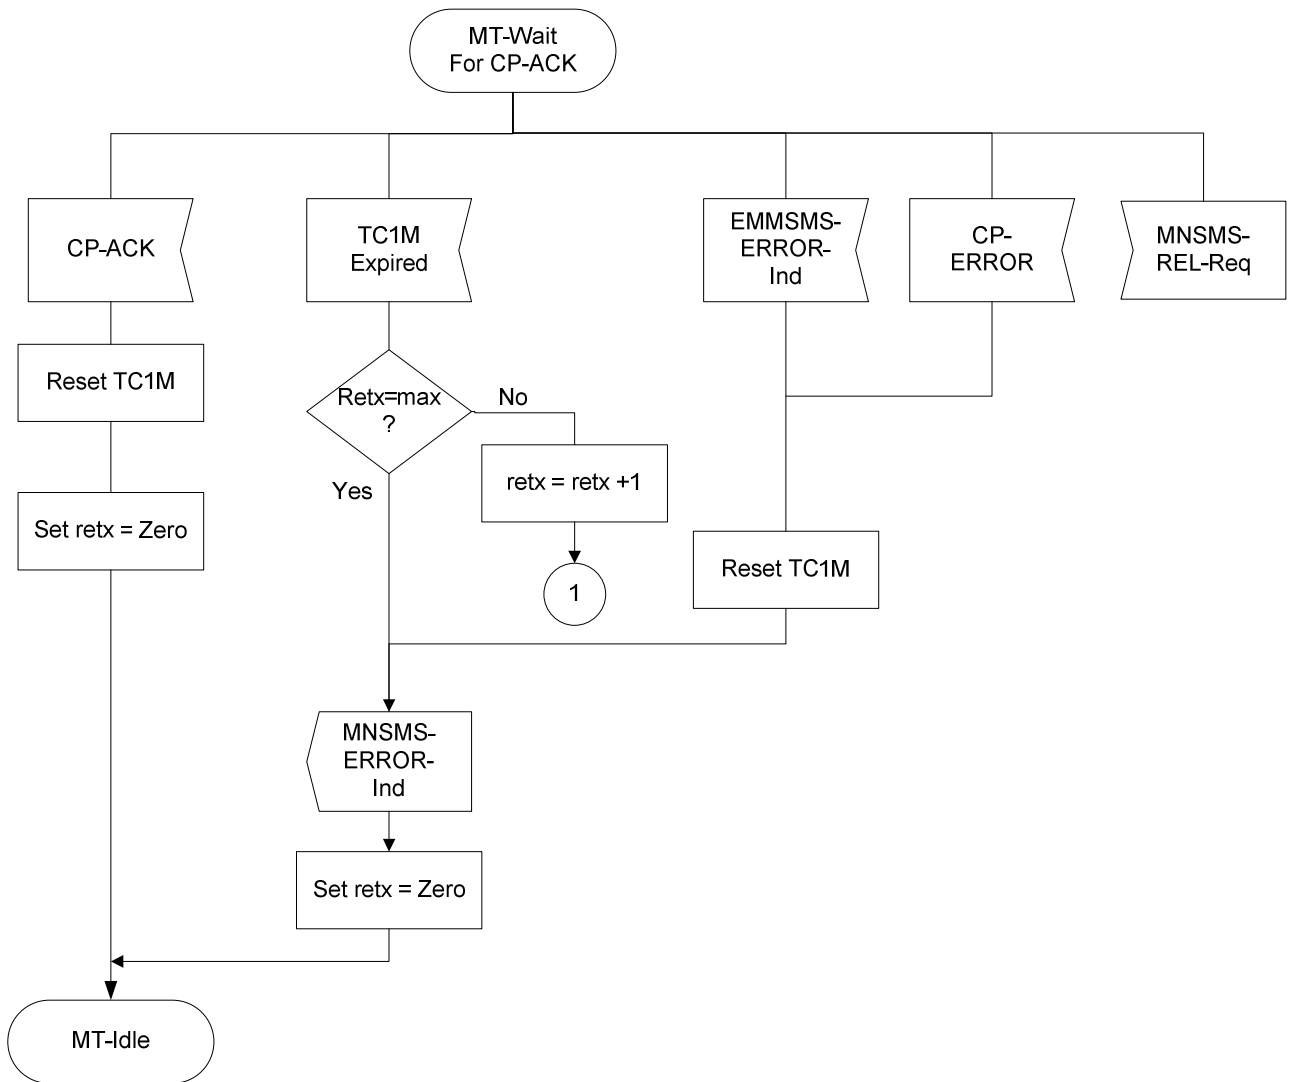 MT-Wait
For CP-ACK
CP-ACK
TC1M
Expired
EMMSMS-
ERROR-
Ind
CP-
ERROR
MNSMS-
REL-Req
Reset TC1M
Retx=max
?
No
Yes
retx = retx +1
Set retx = Zero
Reset TC1M
1
MNSMS-
ERROR-
Ind
Set retx = Zero
MT-Idle